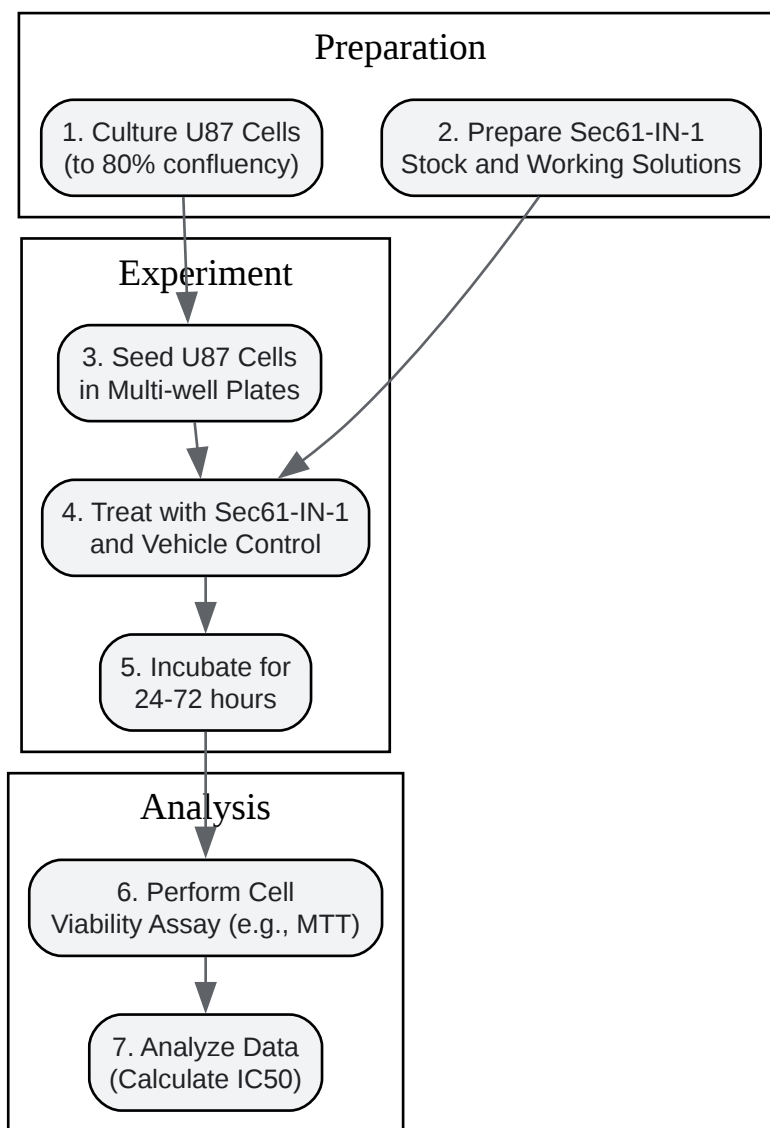 Preparation
1. Culture U87 Cells
(to 80% confluency)
2. Prepare Sec61-IN-1
Stock and Working Solutions
Experiment
3. Seed U87 Cells
in Multi-well Plates
4. Treat with Sec61-IN-1
and Vehicle Control
5. Incubate for
24-72 hours
Analysis
6. Perform Cell
Viability Assay (e.g., MTT)
7. Analyze Data
(Calculate IC50)